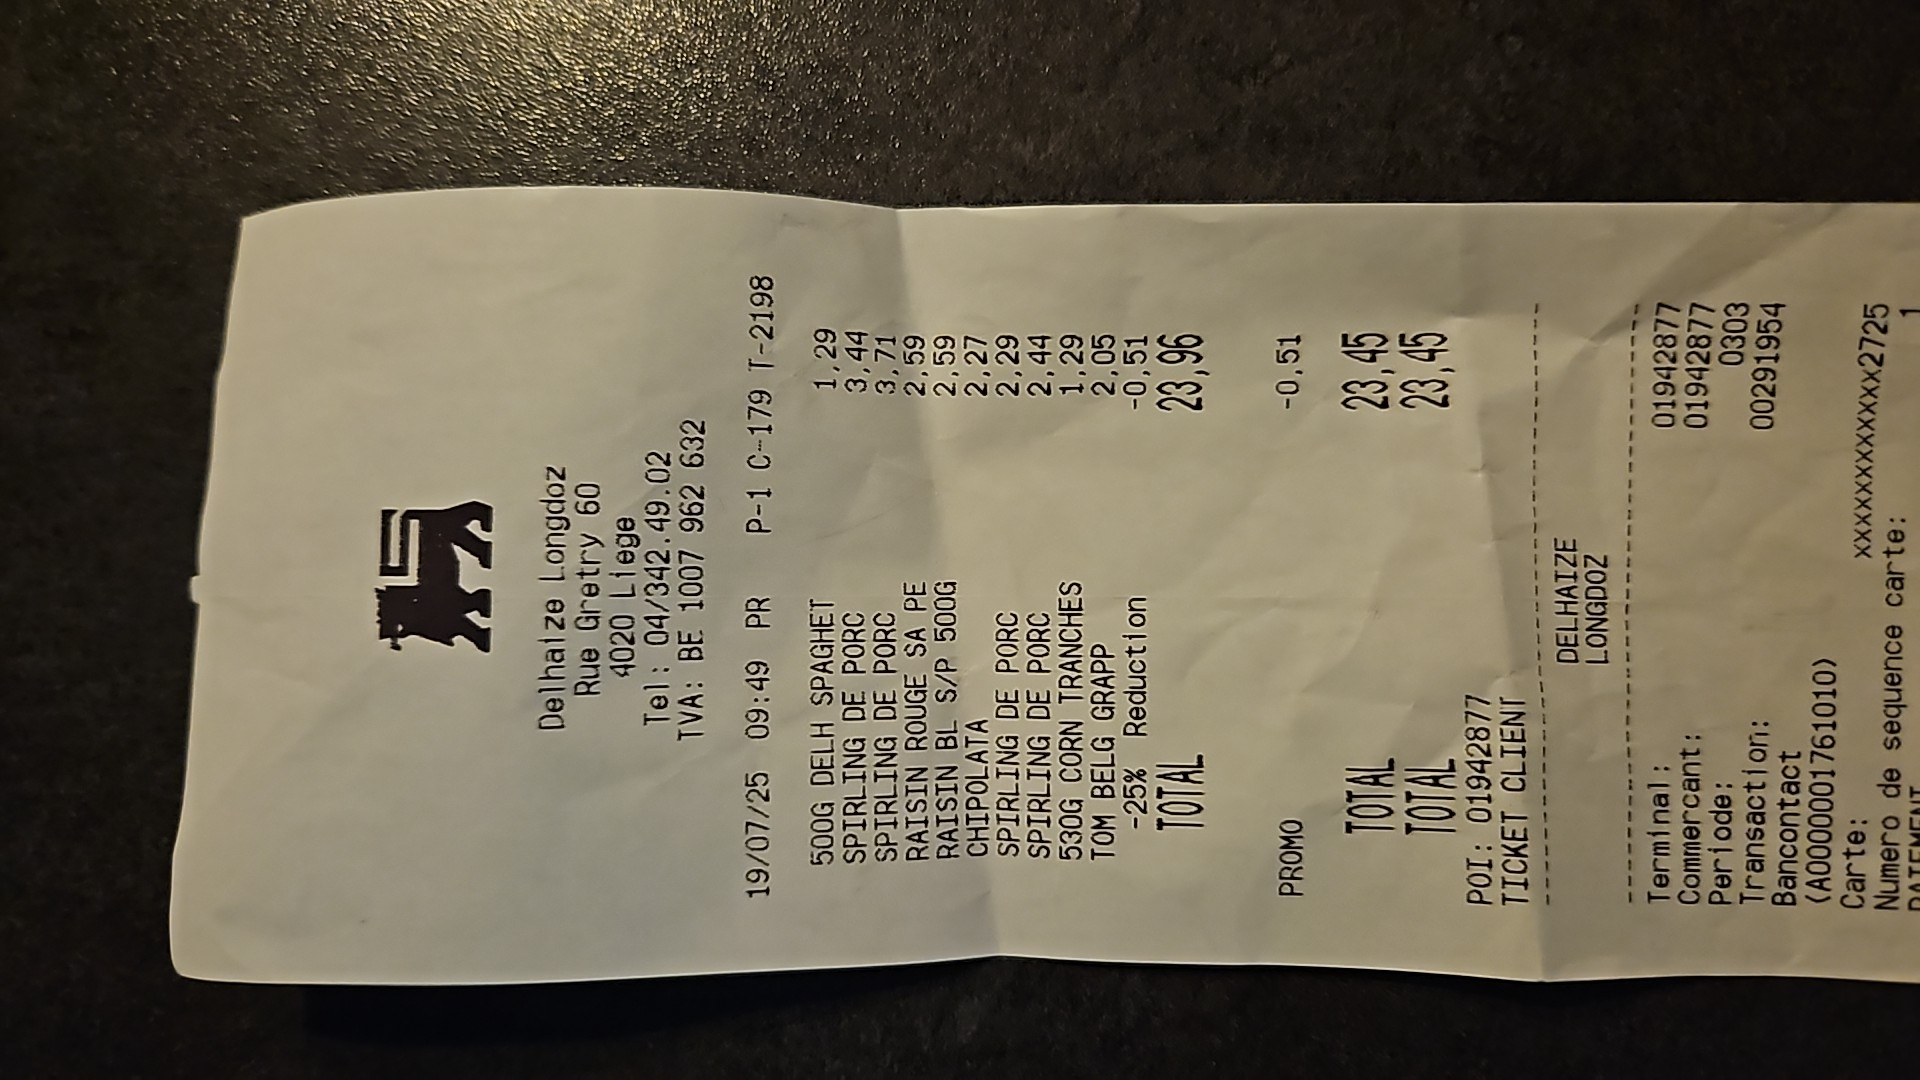 Delhaize Longdoz
Rue Gretry 60
4020 Liege
Tel: 04/342.49.02
TVA: BE 1007 962 632
19/07/25 09:49 PR P-1 C-179 T-2198
500G DELH SPAGHET 1,29
SPIRLING DE PORC 3,44
SPIRLING DE PORC 3,71
RAISIN ROUGE SA PE 2,59
RAISIN BL S/P 500G 2,59
CHIPOLATA 2,27
SPIRLING DE PORC 2,29
SPIRLING DE PORC 2,44
530G CORN TRANCHES 1,29
TOM BELG GRAPP 2,05
-25% Reduction -0,51
TOTAL 23,96
PROMO -0,51
TOTAL 23,45
TOTAL 23,45
POI: 01942877
TICKET CLIENT
DELHAIZE
LONGDOZ
Terminal: 01942877
Commercant: 01942877
Periode: 0303
Transaction: 00291954
Bancontact
(A0000001761010)
Carte: xxxxxxxxxxxxx2725
Numero de sequence carte: 1